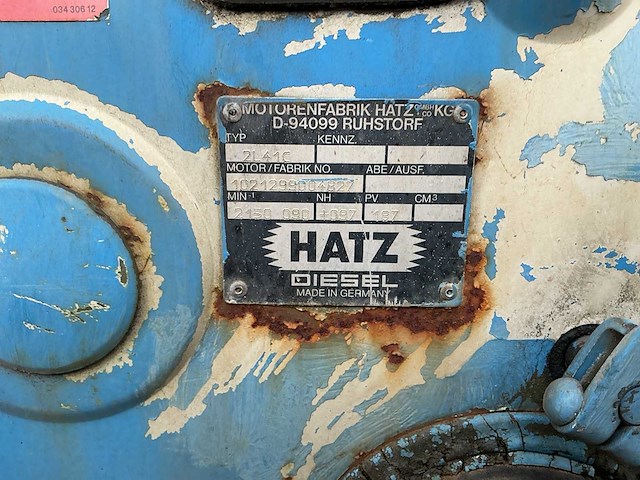 03430612
MOTORENFABRIK HATZ GMBH + CO KG
D-94099 RUHSTORF
TYP KENNZ.
2L41C
MOTOR/FABRIK NO. ABE/AUSF.
MIN⁻¹ NH PV CM³
2150
HATZ
DIESEL
MADE IN GERMANY